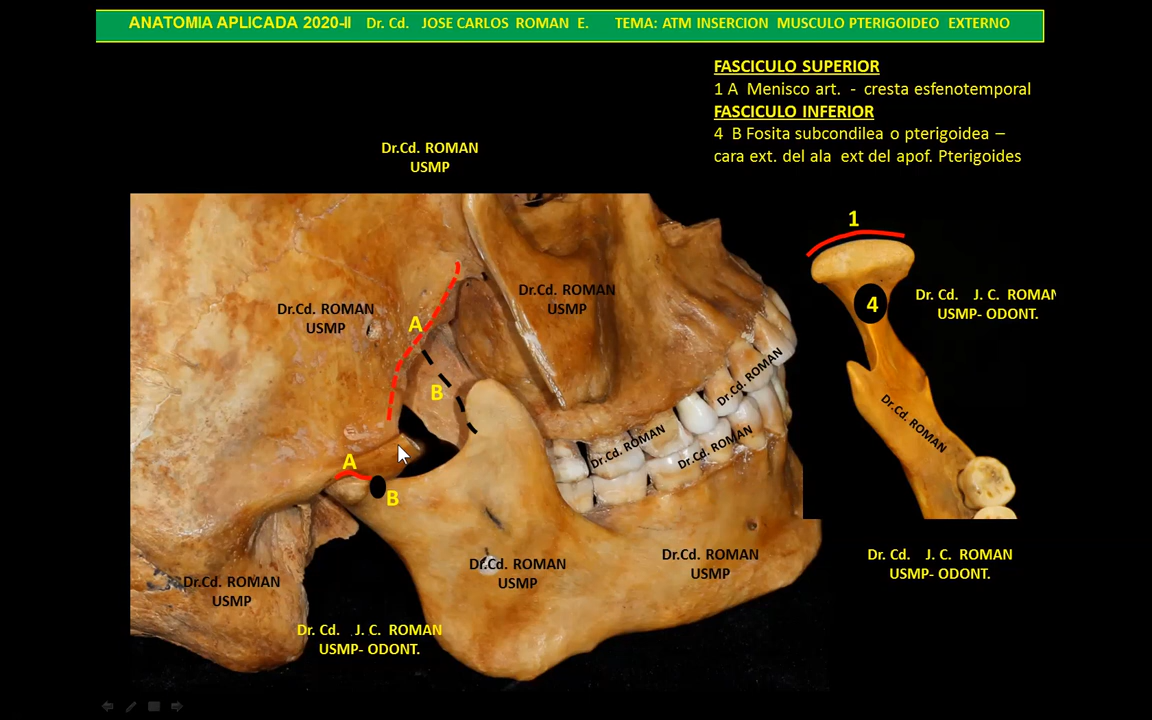 ANATOMIA APLICADA 2020-II Dr. Cd. JOSE CARLOS ROMAN E. TEMA: ATM INSERCION MUSCULO PTERIGOIDEO EXTERNO
FASCICULO SUPERIOR
1 A Menisco art. - cresta esfenotemporal
FASCICULO INFERIOR
4 B Fosita subcondilea o pterigoidea –
cara ext. del ala ext del apof. Pterigoides
Dr.Cd. ROMAN
USMP
1
Dr.Cd. ROMAN
USMP
Dr.Cd. ROMAN
USMP
4
Dr. Cd. J. C. ROMAN
USMP- ODONT.
A
B
Dr.Cd. ROMAN
Dr.Cd. ROMAN
Dr.Cd. ROMAN
Dr.Cd. ROMAN
A
B
Dr.Cd. ROMAN
USMP
Dr.Cd. ROMAN
USMP
Dr.Cd. ROMAN
USMP
Dr. Cd. J. C. ROMAN
USMP- ODONT.
Dr. Cd. J. C. ROMAN
USMP- ODONT.